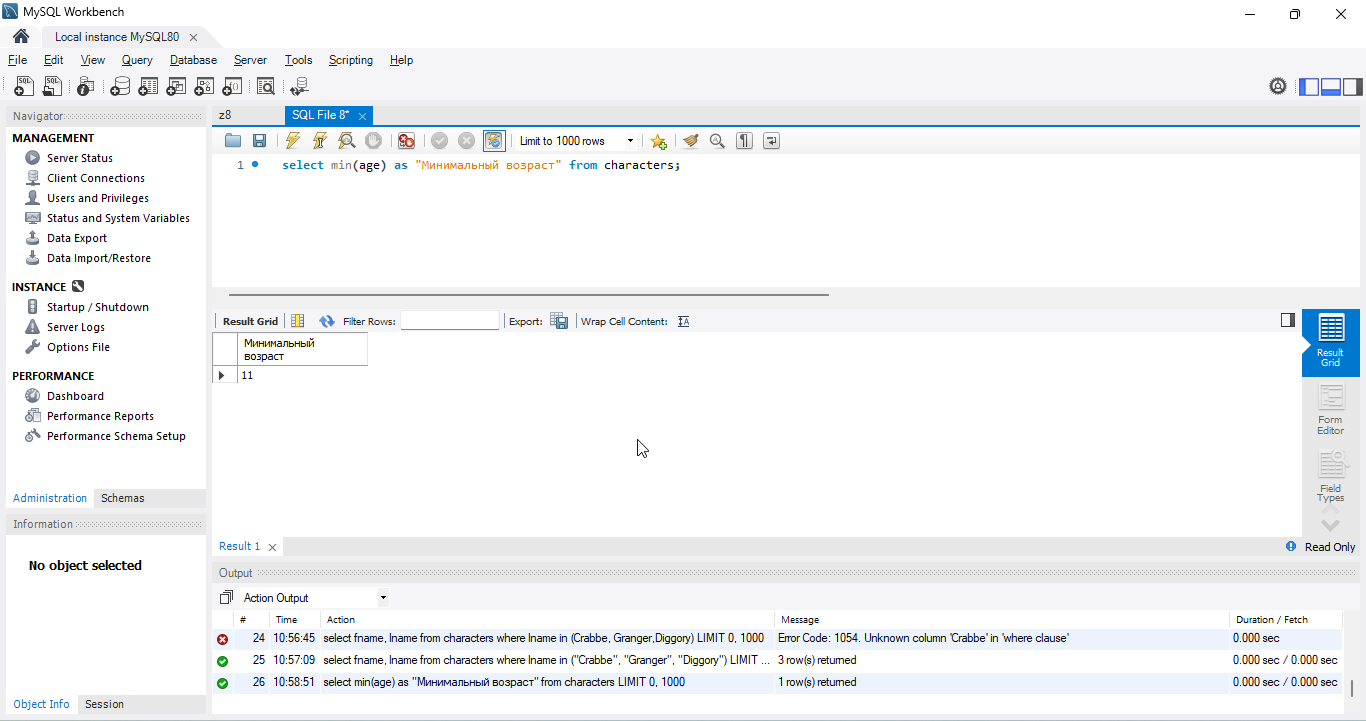 MySQL Workbench
Local instance MySQL80
File Edit View Query Database Server Tools Scripting Help
Navigator
MANAGEMENT
Server Status
Client Connections
Users and Privileges
Status and System Variables
Data Export
Data Import/Restore
INSTANCE
Startup / Shutdown
Server Logs
Options File
PERFORMANCE
Dashboard
Performance Reports
Performance Schema Setup
Administration Schemas
Information
No object selected
Object Info Session
z8 SQL File 8*
Limit to 1000 rows
1 select min(age) as "Минимальный возраст" from characters;
Result Grid Filter Rows: Export: Wrap Cell Content:
Минимальный
возраст
11
Result
Grid
Form
Editor
Field
Types
Result 1 Read Only
Output
Action Output
# Time Action Message Duration / Fetch
24 10:56:45 select fname, lname from characters where lname in (Crabbe, Granger,Diggory) LIMIT 0, 1000 Error Code: 1054. Unknown column 'Crabbe' in 'where clause' 0.000 sec
25 10:57:09 select fname, lname from characters where lname in ("Crabbe", "Granger", "Diggory") LIMIT ... 3 row(s) returned 0.000 sec / 0.000 sec
26 10:58:51 select min(age) as "Минимальный возраст" from characters LIMIT 0, 1000 1 row(s) returned 0.000 sec / 0.000 sec